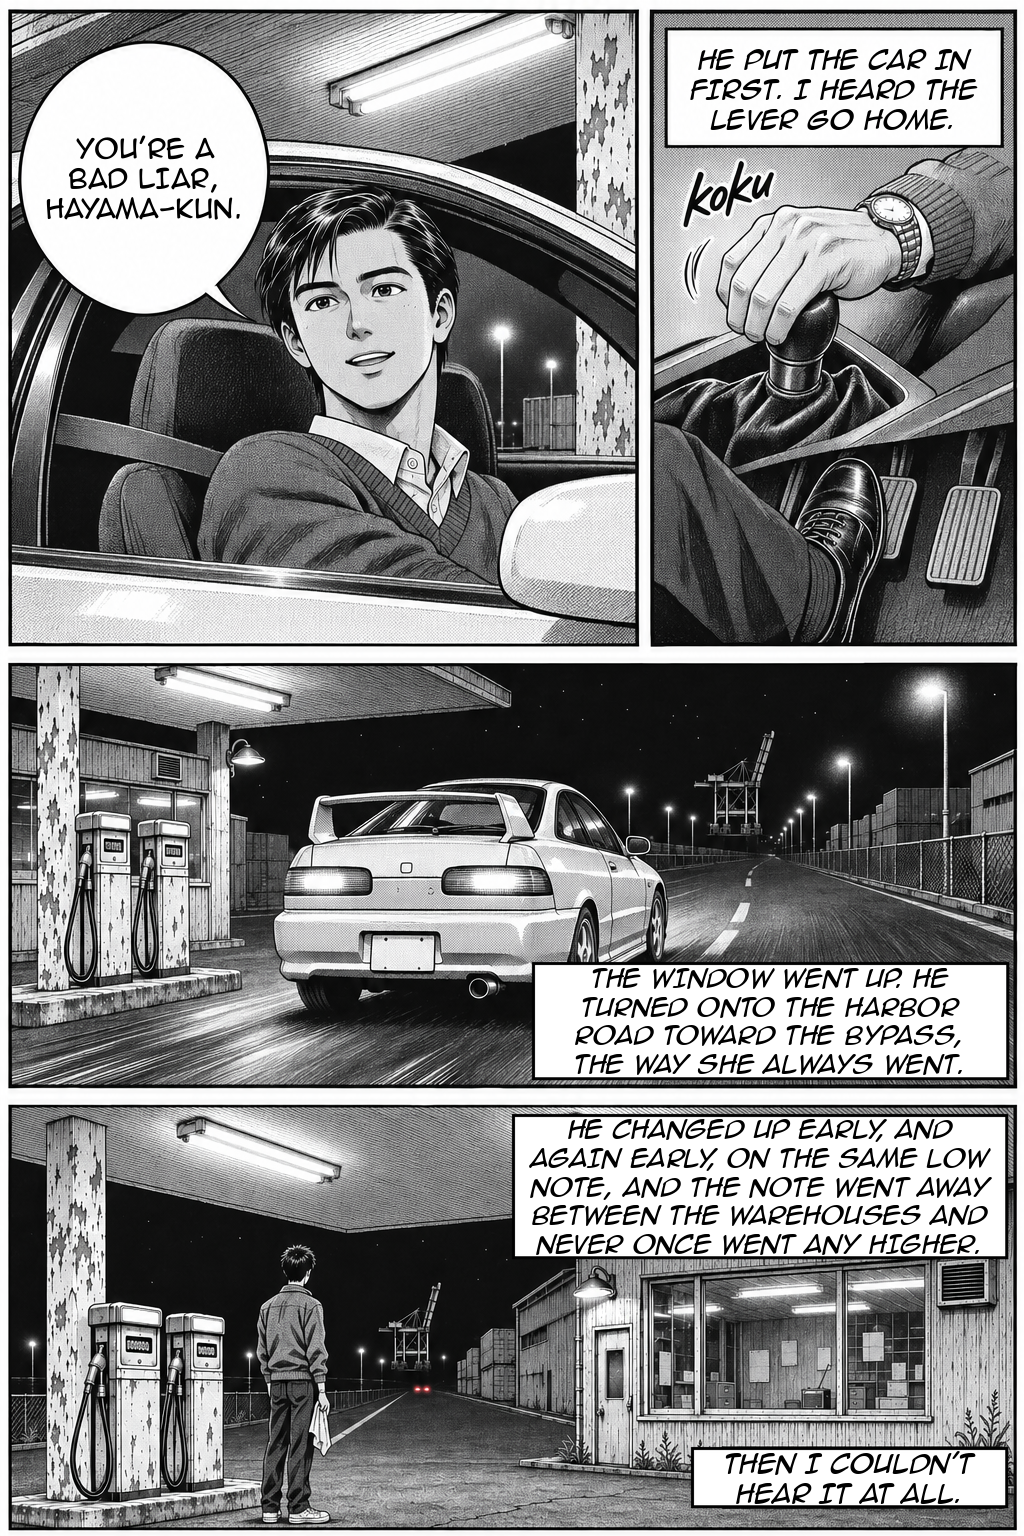 YOU'RE A
BAD LIAR,
HAYAMA-KUN.
HE PUT THE CAR IN
FIRST. I HEARD THE
LEVER GO HOME.
koku
THE WINDOW WENT UP. HE
TURNED ONTO THE HARBOR
ROAD TOWARD THE BYPASS,
THE WAY SHE ALWAYS WENT.
HE CHANGED UP EARLY, AND
AGAIN EARLY, ON THE SAME LOW
NOTE, AND THE NOTE WENT AWAY
BETWEEN THE WAREHOUSES AND
NEVER ONCE WENT ANY HIGHER.
THEN I COULDN'T
HEAR IT AT ALL.